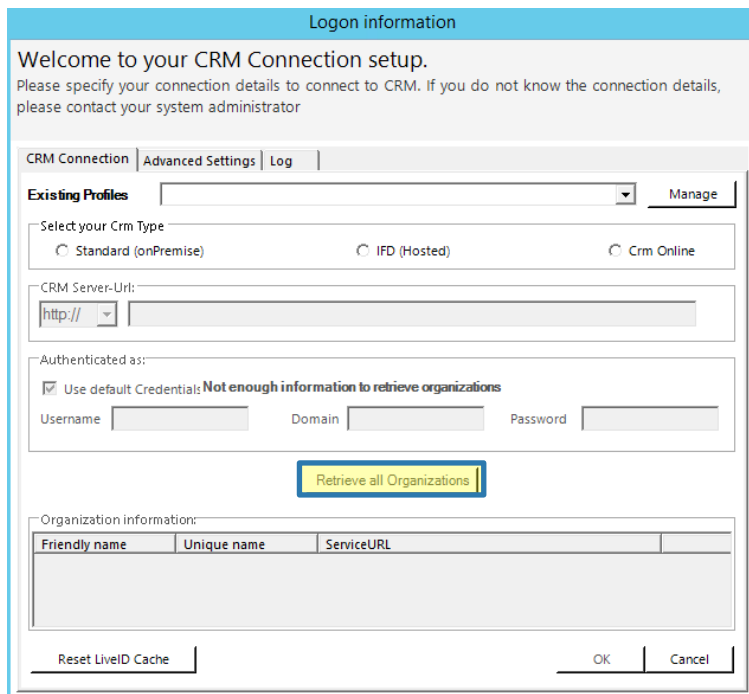 Logon information
Welcome to your CRM Connection setup.
Please specify your connection details to connect to CRM. If you do not know the connection details,
please contact your system administrator
CRM Connection Advanced Settings Log
Existing Profiles Manage
Select your Crm Type
Standard (onPremise) IFD (Hosted) Crm Online
CRM Server-Url:
http://
Authenticated as:
Use default Credentials Not enough information to retrieve organizations
Username Domain Password
Retrieve all Organizations
Organization information:
Friendly name Unique name ServiceURL
Reset LiveID Cache OK Cancel